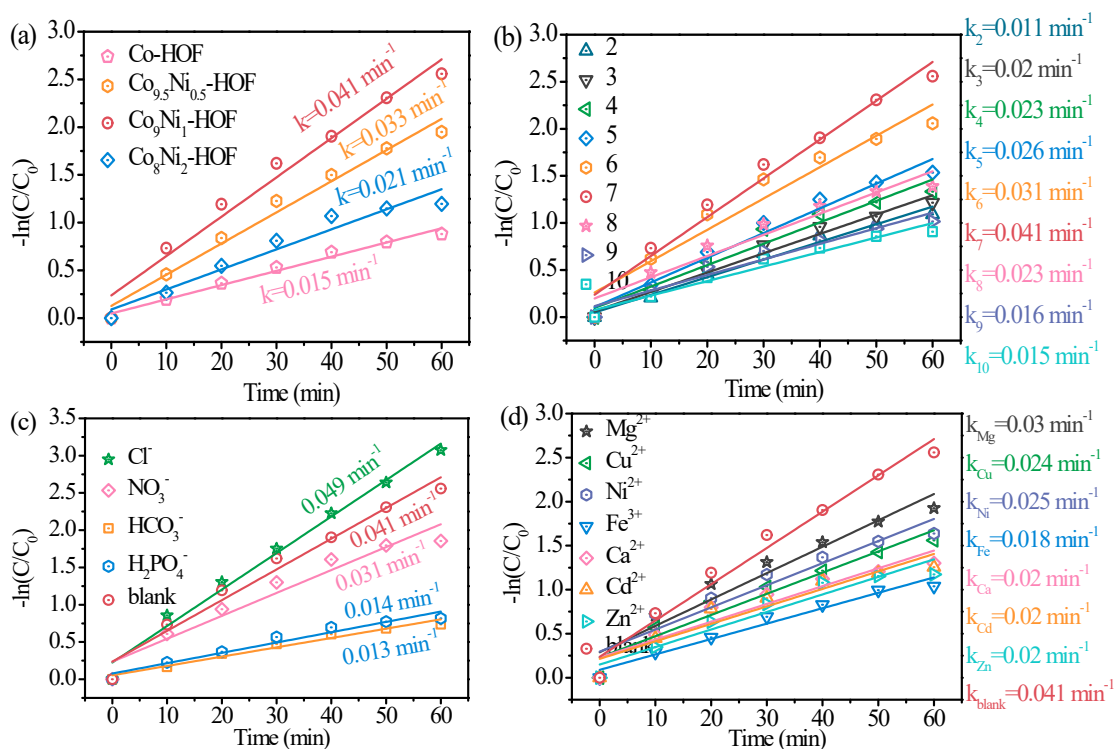 (a)
-ln(C/C₀)
3.0
2.5
2.0
1.5
1.0
0.5
0.0
Co-HOF
Co₉.₅Ni₀.₅-HOF
Co₉Ni₁-HOF
Co₈Ni₂-HOF
k=0.041 min⁻¹
k=0.033 min⁻¹
k=0.021 min⁻¹
k=0.015 min⁻¹
0 10 20 30 40 50 60
Time (min)
(b)
-ln(C/C₀)
3.0
2.5
2.0
1.5
1.0
0.5
0.0
2
3
4
5
6
7
8
9
10
0 10 20 30 40 50 60
Time (min)
k₂=0.011 min⁻¹
k₃=0.02 min⁻¹
k₄=0.023 min⁻¹
k₅=0.026 min⁻¹
k₆=0.031 min⁻¹
k₇=0.041 min⁻¹
k₈=0.023 min⁻¹
k₉=0.016 min⁻¹
k₁₀=0.015 min⁻¹
(c)
-ln(C/C₀)
3.5
3.0
2.5
2.0
1.5
1.0
0.5
0.0
Cl⁻
NO₃⁻
HCO₃⁻
H₂PO₄⁻
blank
0.049 min⁻¹
0.041 min⁻¹
0.031 min⁻¹
0.014 min⁻¹
0.013 min⁻¹
0 10 20 30 40 50 60
Time (min)
(d)
-ln(C/C₀)
3.0
2.5
2.0
1.5
1.0
0.5
0.0
Mg²⁺
Cu²⁺
Ni²⁺
Fe³⁺
Ca²⁺
Cd²⁺
Zn²⁺
blank
0 10 20 30 40 50 60
Time (min)
k_Mg=0.03 min⁻¹
k_Cu=0.024 min⁻¹
k_Ni=0.025 min⁻¹
k_Fe=0.018 min⁻¹
k_Ca=0.02 min⁻¹
k_Cd=0.02 min⁻¹
k_Zn=0.02 min⁻¹
k_blank=0.041 min⁻¹